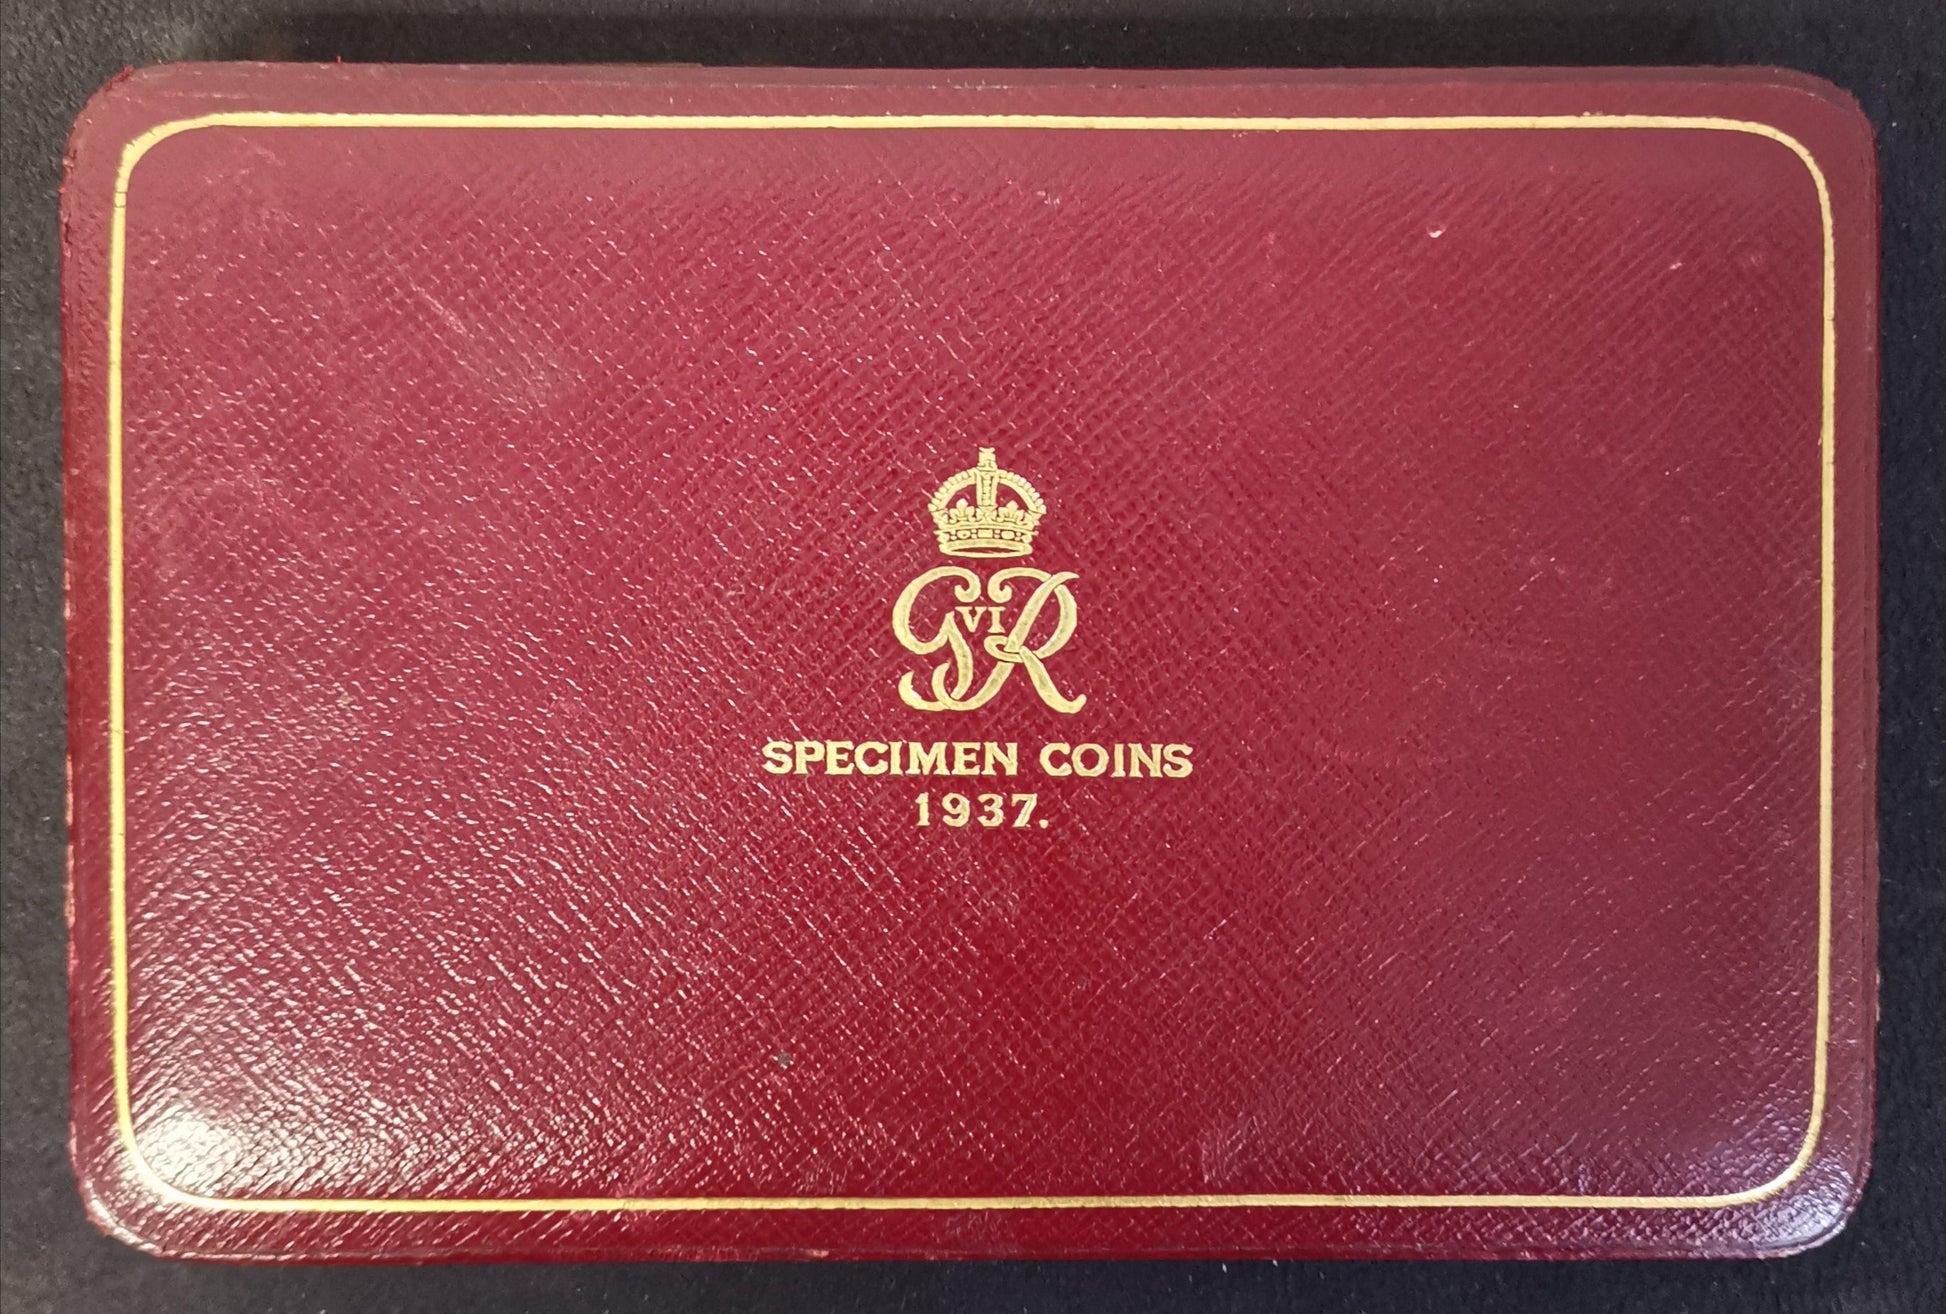 GVIR
SPECIMEN COINS
1937.